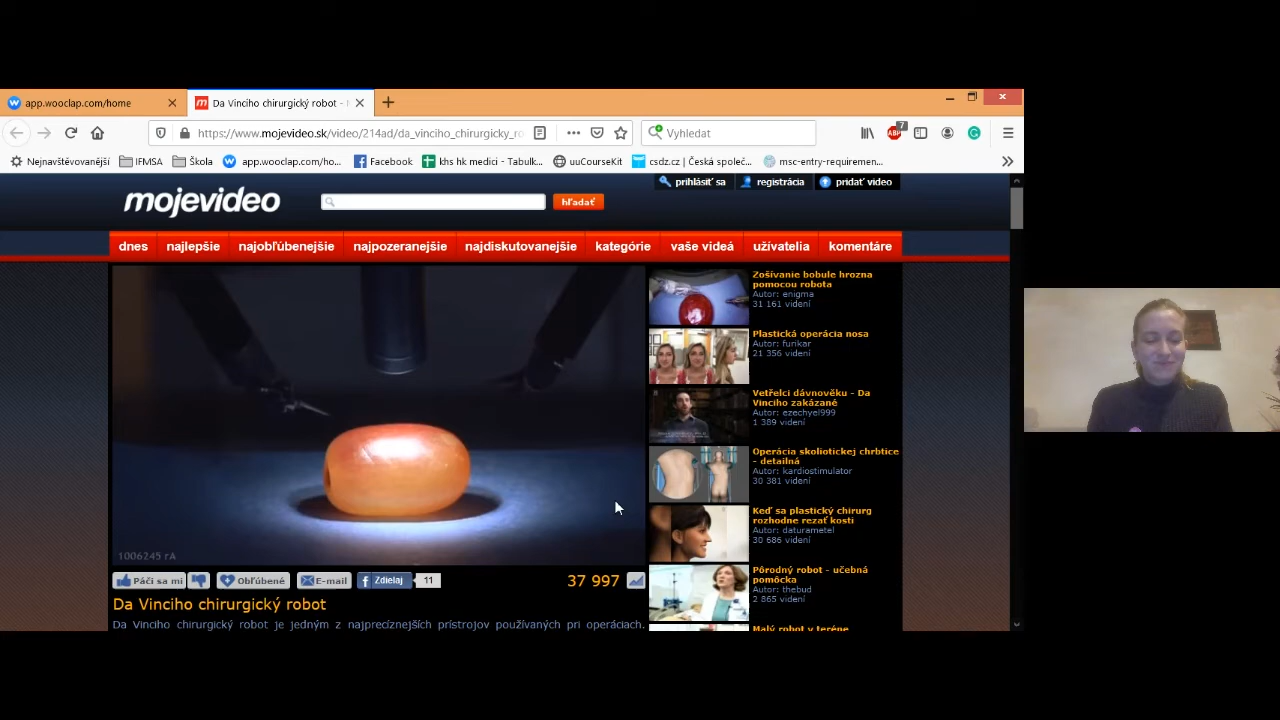 app.wooclap.com/home
Da Vinciho chirurgický robot -
https://www.mojevideo.sk/video/214ad/da_vinciho_chirurgicky_ro
Vyhledat
ABP
7
Nejnavštěvovanější
IFMSA
Škola
app.wooclap.com/ho...
Facebook
khs hk medici - Tabulk...
uuCourseKit
csdz.cz | Česká společ...
msc-entry-requiremen...
prihlásiť sa
registrácia
pridať video
mojevideo
hľadať
dnes
najlepšie
najobľúbenejšie
najpozeranejšie
najdiskutovanejšie
kategórie
vaše videá
užívatelia
komentáre
1006245 rA
Páči sa mi
Obľúbené
E-mail
Zdieľaj
11
37 997
Da Vinciho chirurgický robot
Da Vinciho chirurgický robot je jedným z najprecíznejších prístrojov používaných pri operáciach.
Zošívanie bobule hrozna
pomocou robota
Autor: enigma
31 161 videní
Plastická operácia nosa
Autor: funkar
21 356 videní
Vetřelci dávnověku - Da
Vinciho zakázané
Autor: ezechyel999
1 389 videní
Operácia skoliotickej chrbtice
- detailná
Autor: kardiostimulator
30 381 videní
Keď sa plastický chirurg
rozhodne rezať kosti
Autor: daturametel
30 686 videní
Pôrodný robot - učebná
pomôcka
Autor: thebud
2 865 videní
Malý robot v teréne